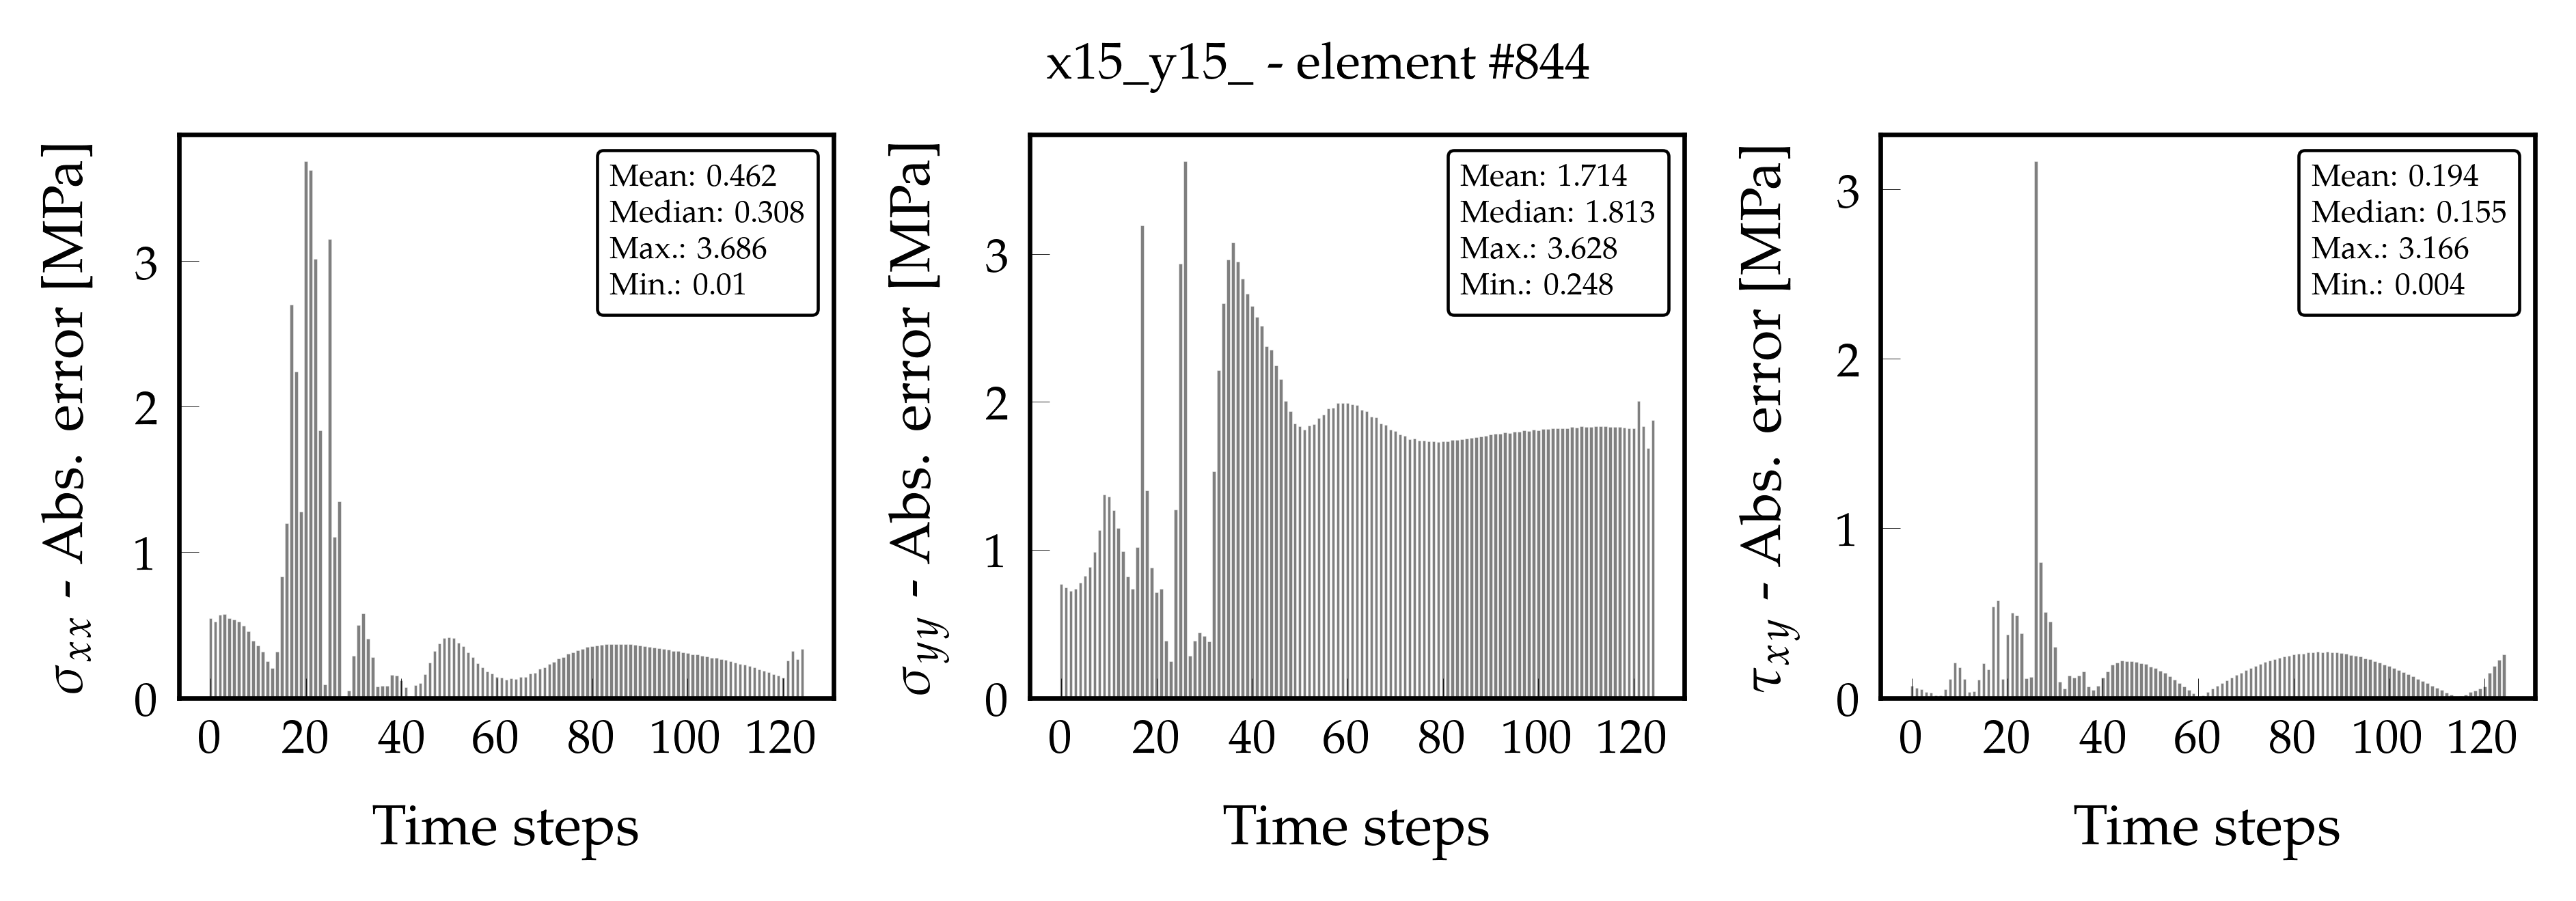 x15_y15_ - element #844
σxx - Abs. error [MPa]
3
2
1
0
Mean: 0.462
Median: 0.308
Max.: 3.686
Min.: 0.01
0 20 40 60 80 100 120
Time steps
σyy - Abs. error [MPa]
3
2
1
0
Mean: 1.714
Median: 1.813
Max.: 3.628
Min.: 0.248
0 20 40 60 80 100 120
Time steps
τxy - Abs. error [MPa]
3
2
1
0
Mean: 0.194
Median: 0.155
Max.: 3.166
Min.: 0.004
0 20 40 60 80 100 120
Time steps